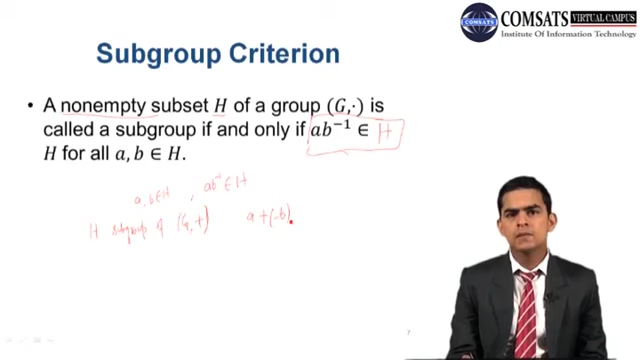 COMSATS VIRTUAL CAMPUS
Institute Of Information Technology
Subgroup Criterion
• A nonempty subset H of a group (G,·) is
called a subgroup if and only if ab⁻¹ ∈ H
H for all a, b ∈ H.
a, b ∈ H , ab⁻¹ ∈ H
H subgroup of (G, +) a + (-b)